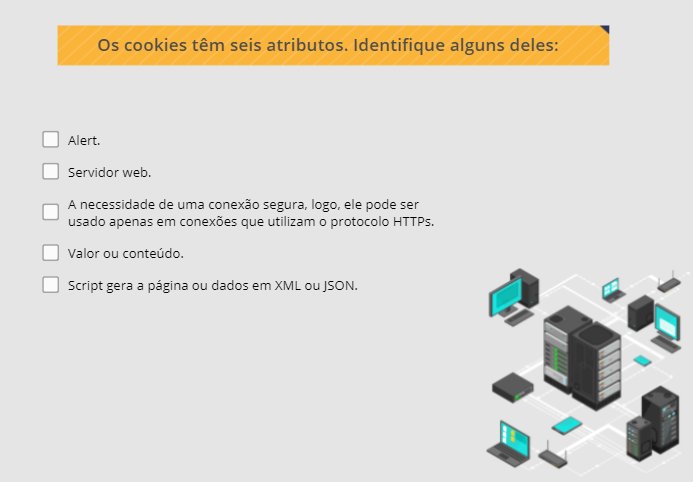 Os cookies têm seis atributos. Identifique alguns deles:
Alert.
Servidor web.
A necessidade de uma conexão segura, logo, ele pode ser
usado apenas em conexões que utilizam o protocolo HTTPs.
Valor ou conteúdo.
Script gera a página ou dados em XML ou JSON.